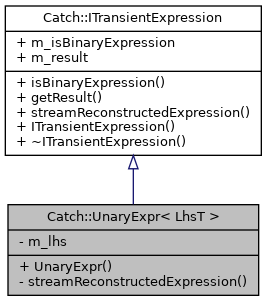 Catch::ITransientExpression
+ m_isBinaryExpression
+ m_result
+ isBinaryExpression()
+ getResult()
+ streamReconstructedExpression()
+ ITransientExpression()
+ ~ITransientExpression()
Catch::UnaryExpr< LhsT >
- m_lhs
+ UnaryExpr()
- streamReconstructedExpression()